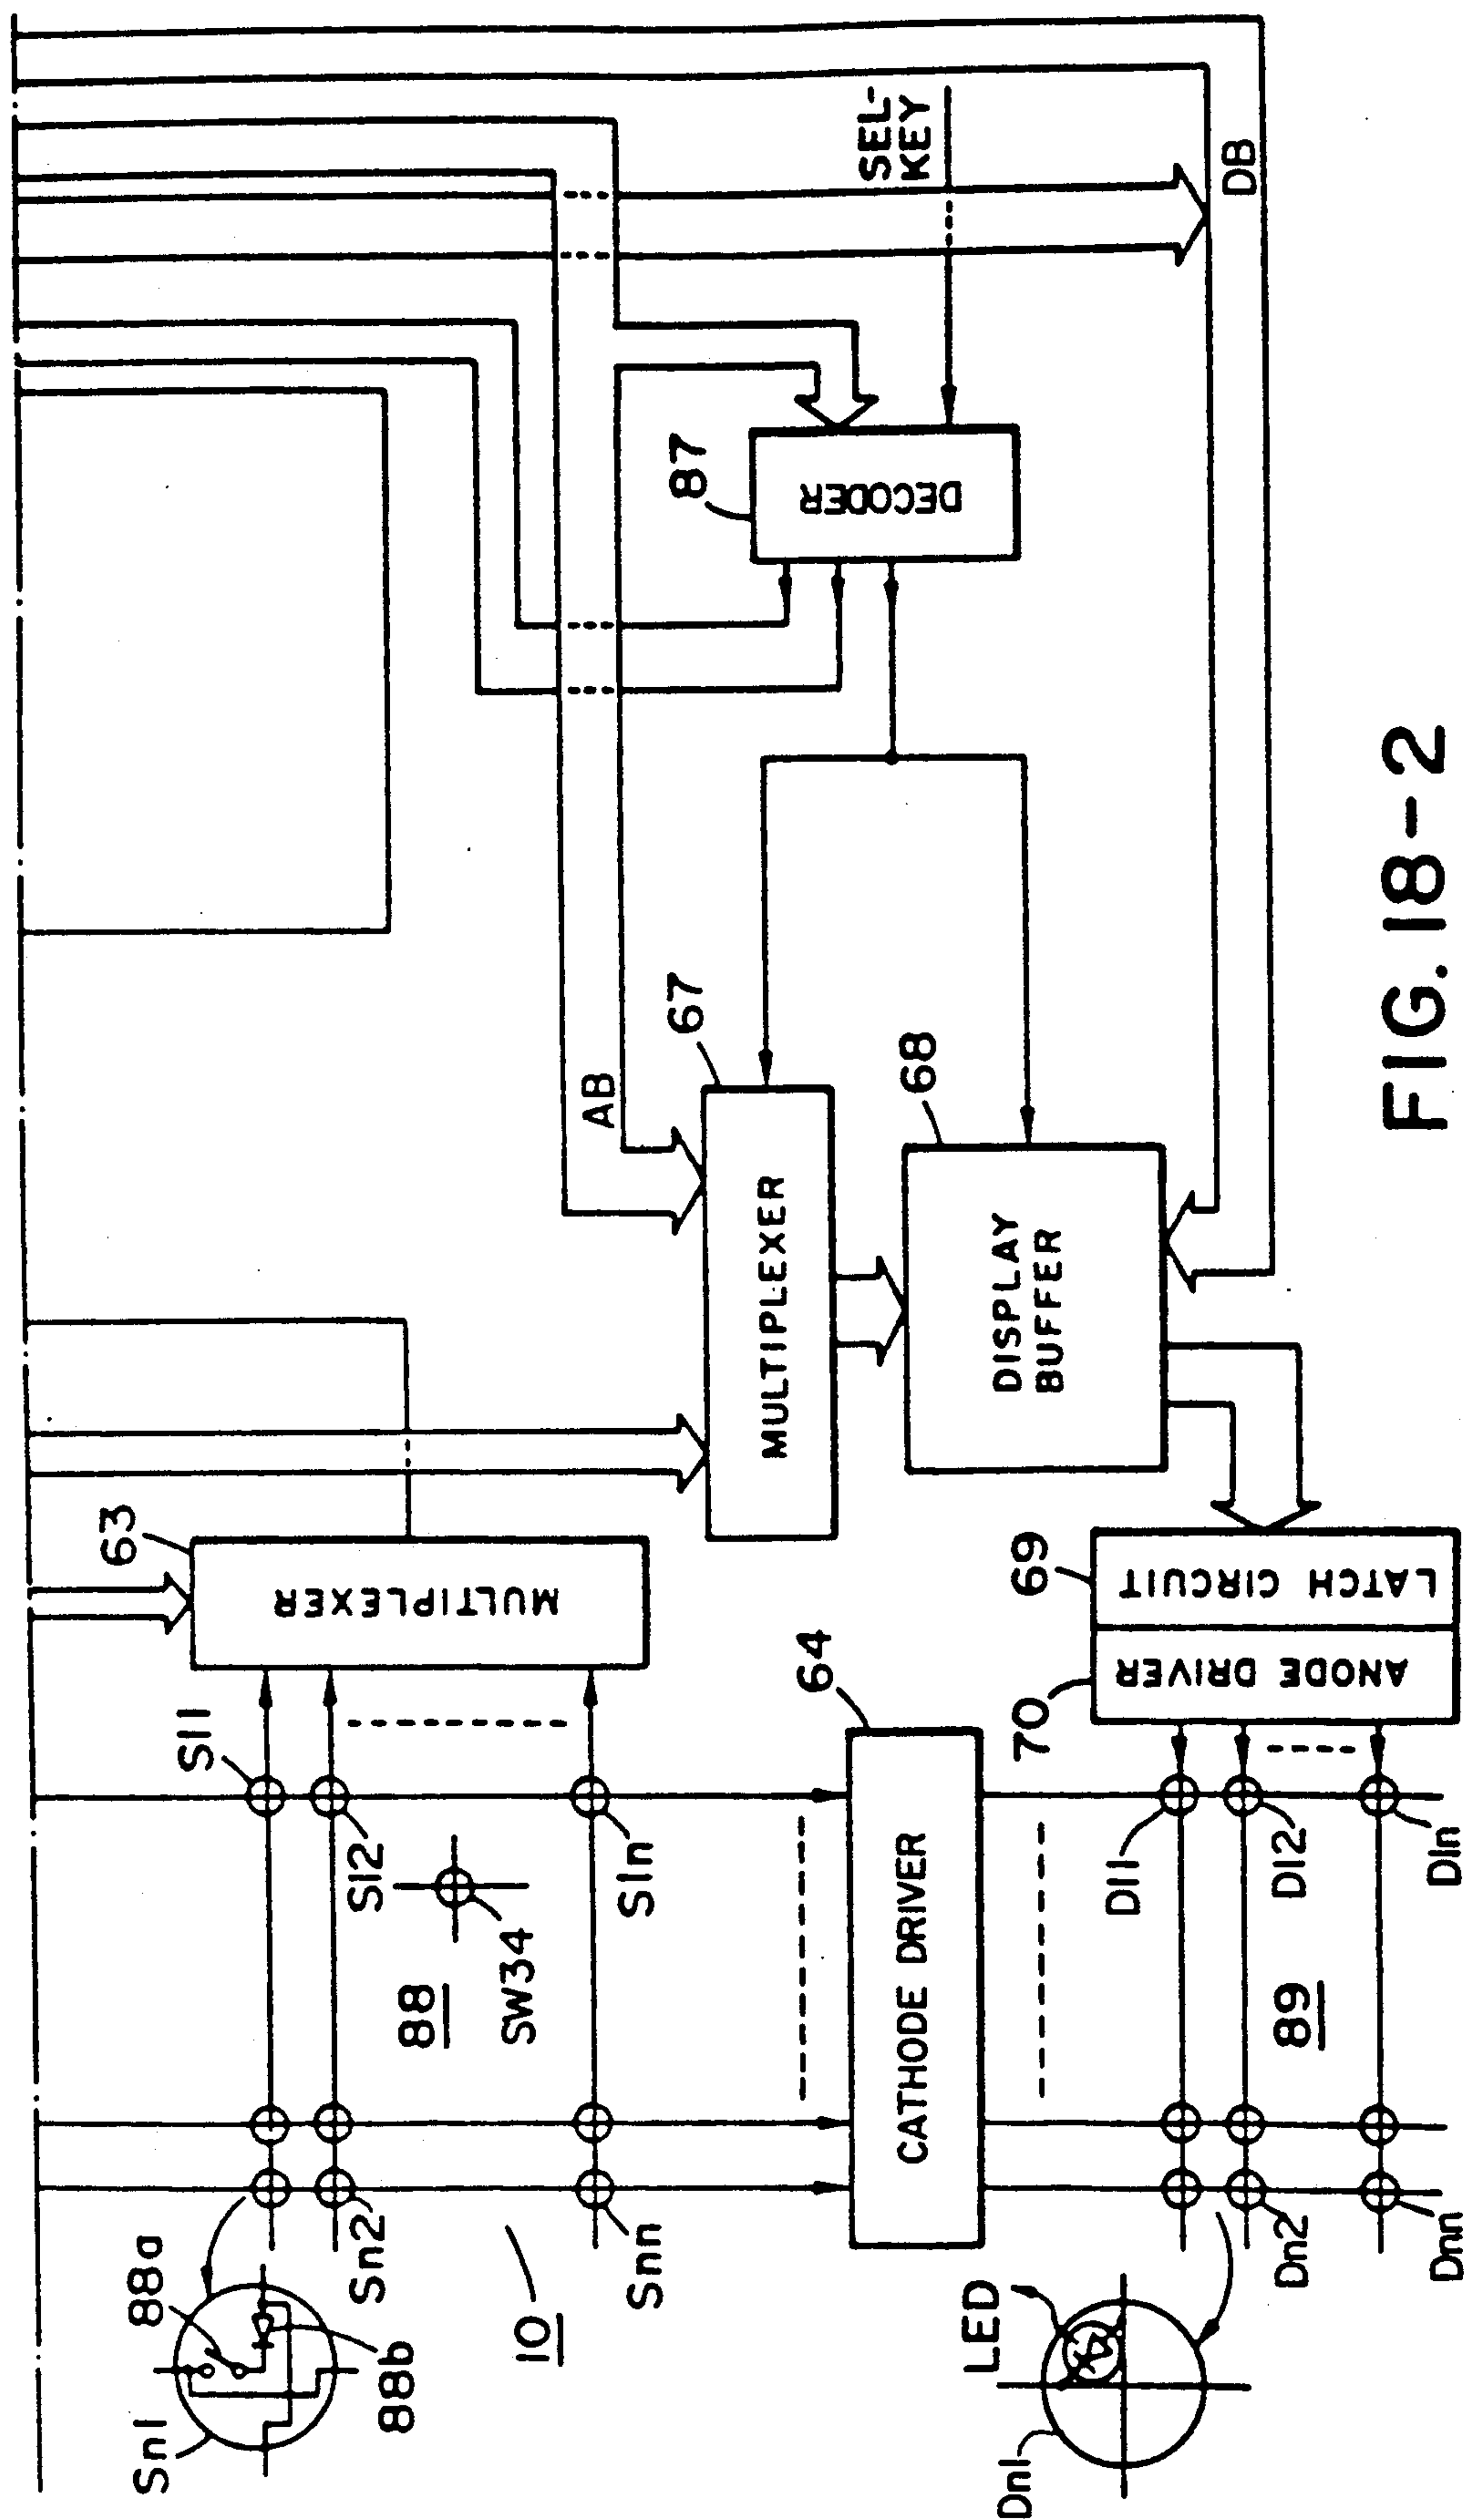 Sn1
88a
88b
Sn2
Snn
10
S11
S12
S1n
88
SW34
63
MULTIPLEXER
64
CATHODE DRIVER
LED
Dn1
Dn2
Dnn
D11
D12
D1n
89
70
ANODE DRIVER
69
LATCH CIRCUIT
AB
67
MULTIPLEXER
68
DISPLAY
BUFFER
87
DECODER
SEL-
KEY
DB
FIG. 18-2